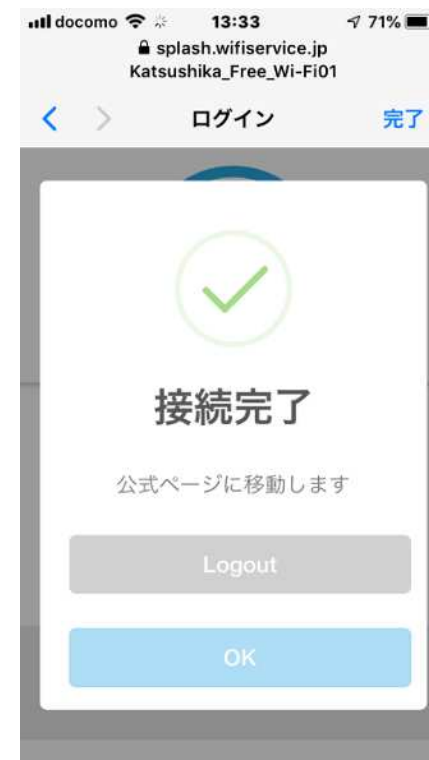 docomo 13:33 71%
splash.wifiservice.jp
Katsushika_Free_Wi-Fi01
ログイン 完了
接続完了
公式ページに移動します
Logout
OK